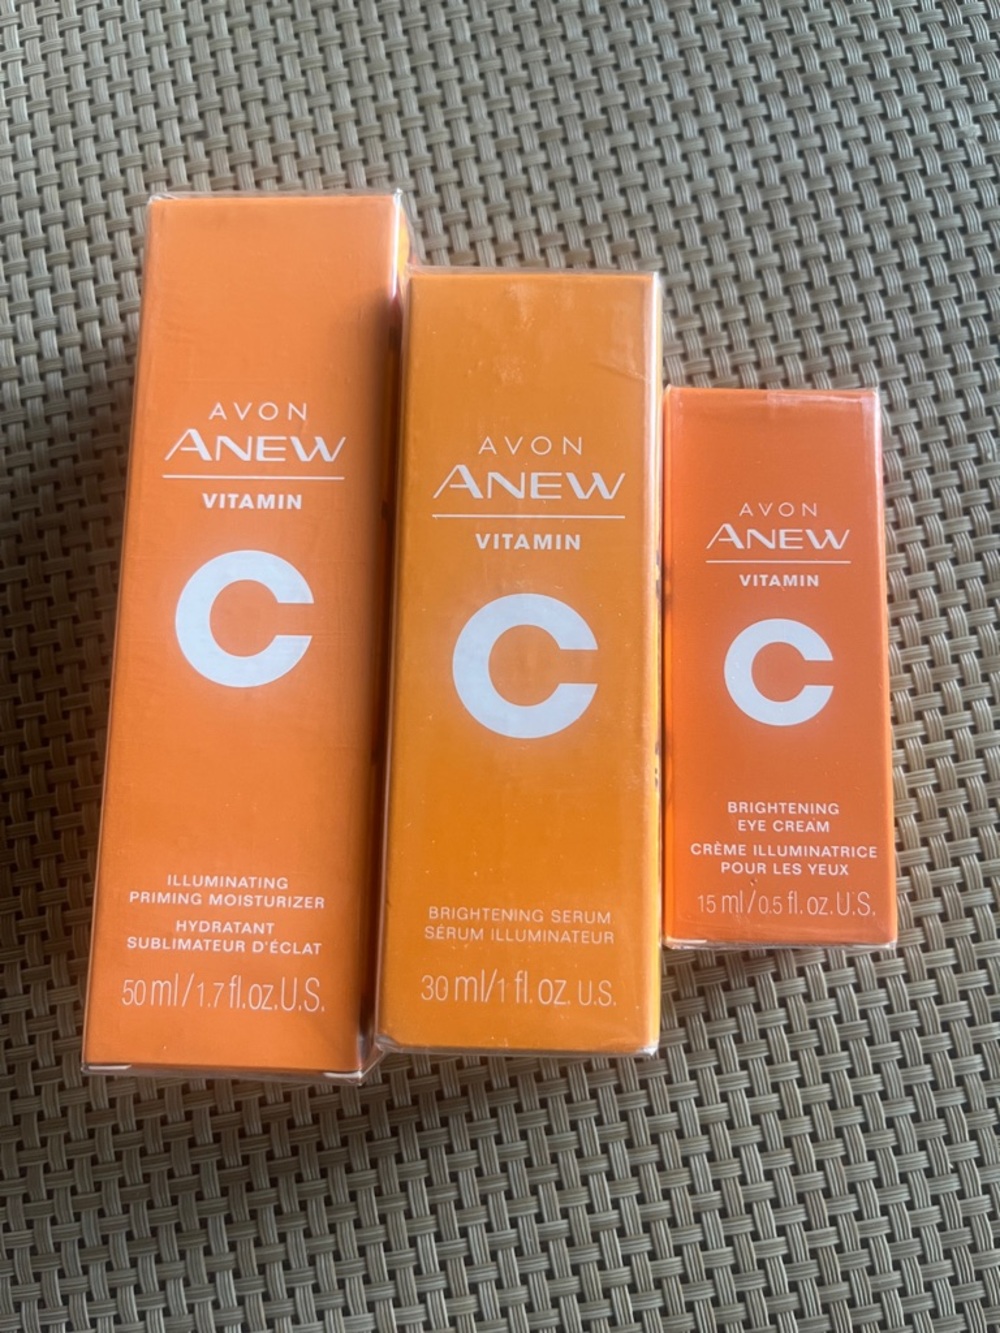 AVON
ANEW
VITAMIN
C
ILLUMINATING
PRIMING MOISTURIZER
HYDRATANT
SUBLIMATEUR D'ÉCLAT
50 ml/1.7 fl.oz.U.S.
AVON
ANEW
VITAMIN
C
BRIGHTENING SERUM
SÉRUM ILLUMINATEUR
30 ml/1 fl. oz. U.S.
AVON
ANEW
VITAMIN
C
BRIGHTENING
EYE CREAM
CRÈME ILLUMINATRICE
POUR LES YEUX
15 ml/0.5 fl. oz. U.S.